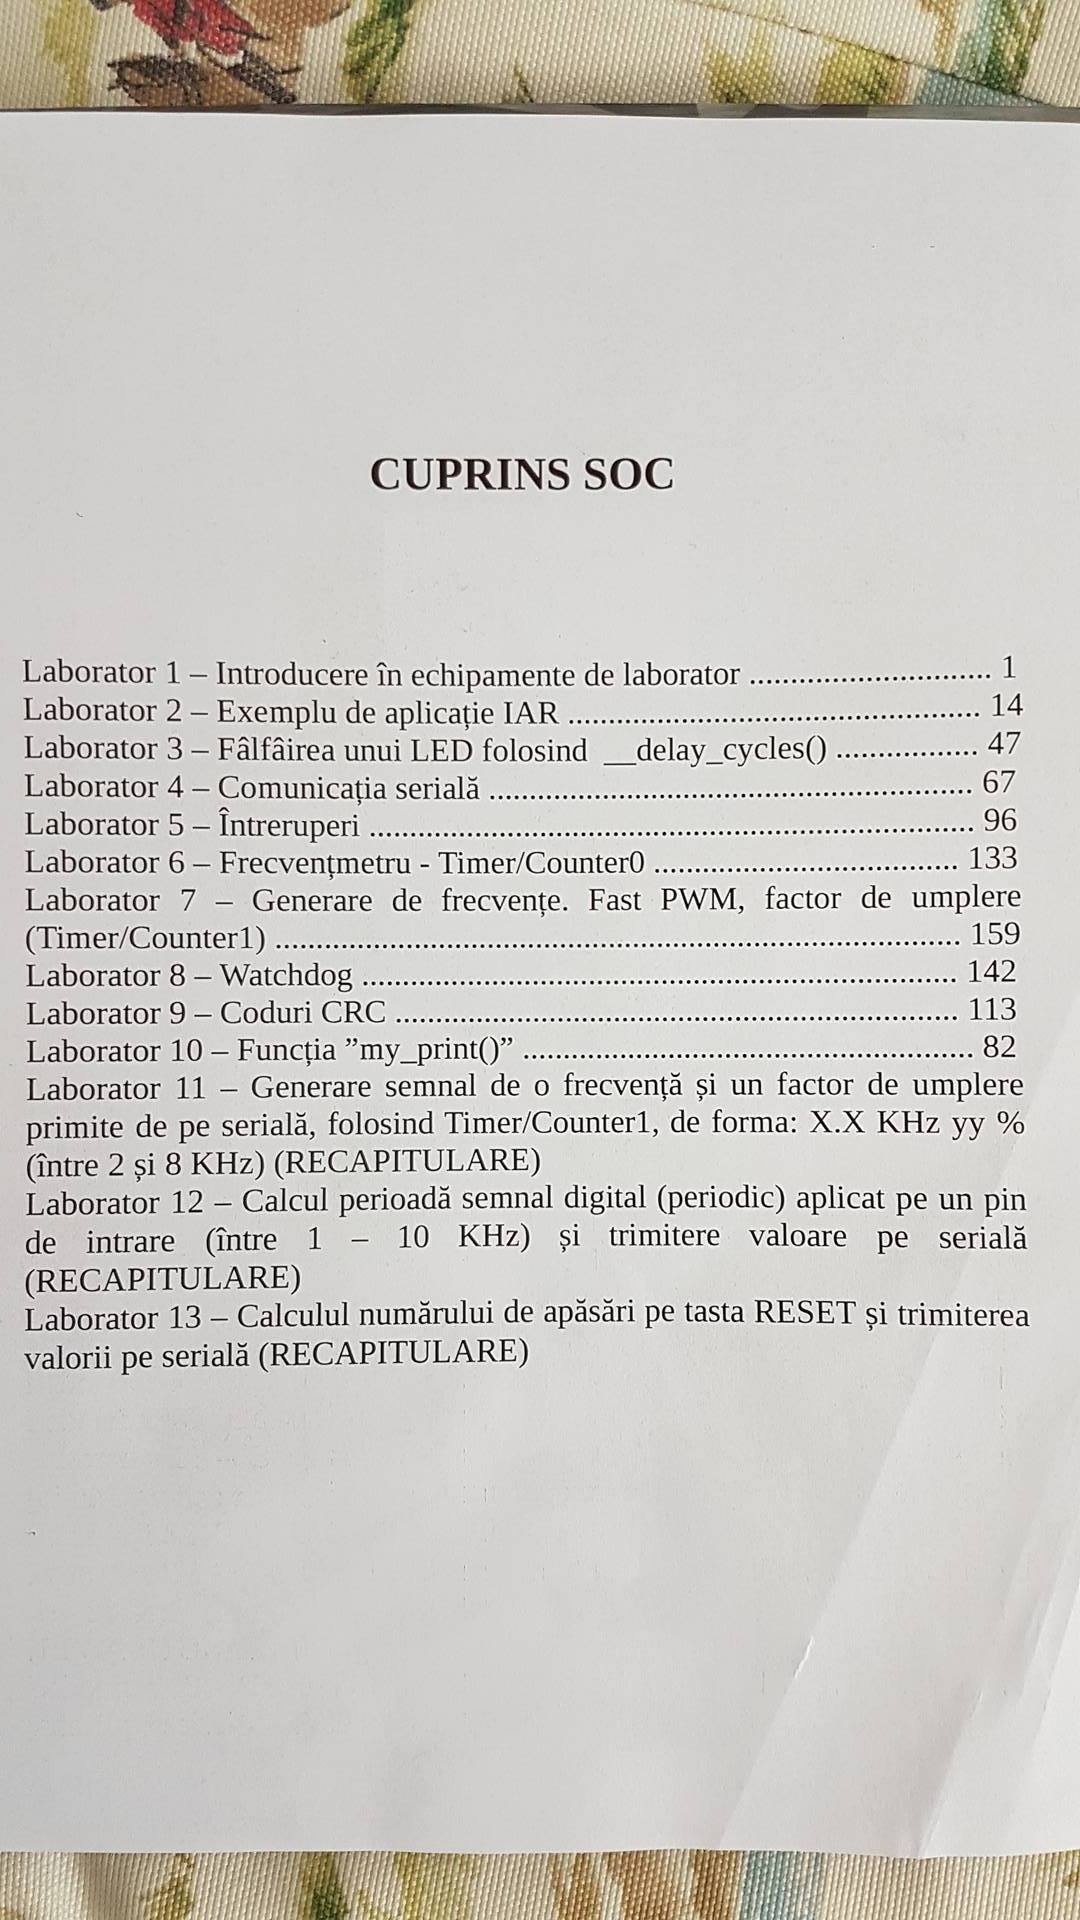 CUPRINS SOC
Laborator 1 – Introducere în echipamente de laborator ............................. 1
Laborator 2 – Exemplu de aplicație IAR .................................................. 14
Laborator 3 – Fâlfâirea unui LED folosind __delay_cycles() ................. 47
Laborator 4 – Comunicația serială ........................................................... 67
Laborator 5 – Întreruperi .......................................................................... 96
Laborator 6 – Frecvențmetru - Timer/Counter0 ..................................... 133
Laborator 7 – Generare de frecvențe. Fast PWM, factor de umplere
(Timer/Counter1) ................................................................................... 159
Laborator 8 – Watchdog ........................................................................ 142
Laborator 9 – Coduri CRC .................................................................... 113
Laborator 10 – Funcția ”my_print()” ...................................................... 82
Laborator 11 – Generare semnal de o frecvență și un factor de umplere
primite de pe serială, folosind Timer/Counter1, de forma: X.X KHz yy %
(între 2 și 8 KHz) (RECAPITULARE)
Laborator 12 – Calcul perioadă semnal digital (periodic) aplicat pe un pin
de intrare (între 1 – 10 KHz) și trimitere valoare pe serială
(RECAPITULARE)
Laborator 13 – Calculul numărului de apăsări pe tasta RESET și trimiterea
valorii pe serială (RECAPITULARE)